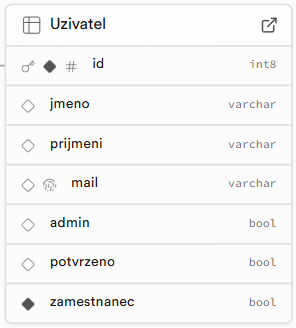 Uzivatel
id int8
jmeno varchar
prijmeni varchar
mail varchar
admin bool
potvrzeno bool
zamestnanec bool